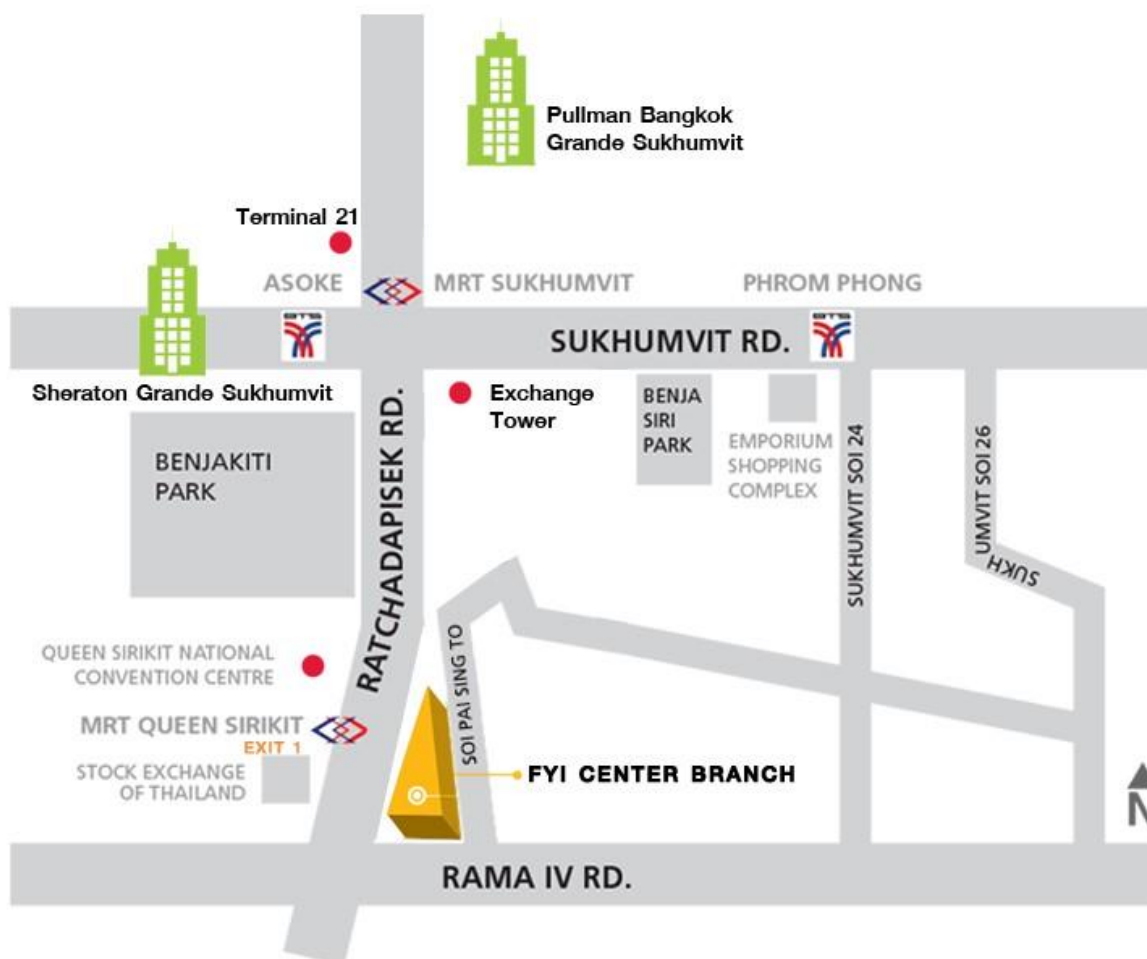 Pullman Bangkok
Grande Sukhumvit
Terminal 21
ASOKE
MRT SUKHUMVIT
PHROM PHONG
BTS
BTS
SUKHUMVIT RD.
Sheraton Grande Sukhumvit
Exchange
Tower
BENJA
SIRI
PARK
EMPORIUM
SHOPPING
COMPLEX
BENJAKITI
PARK
RATCHADAPISEK RD.
SUKHUMVIT SOI 24
SUKH
UMVIT SOI 26
QUEEN SIRIKIT NATIONAL
CONVENTION CENTRE
SOI PAI SING TO
MRT QUEEN SIRIKIT
EXIT 1
STOCK EXCHANGE
OF THAILAND
FYI CENTER BRANCH
N
RAMA IV RD.